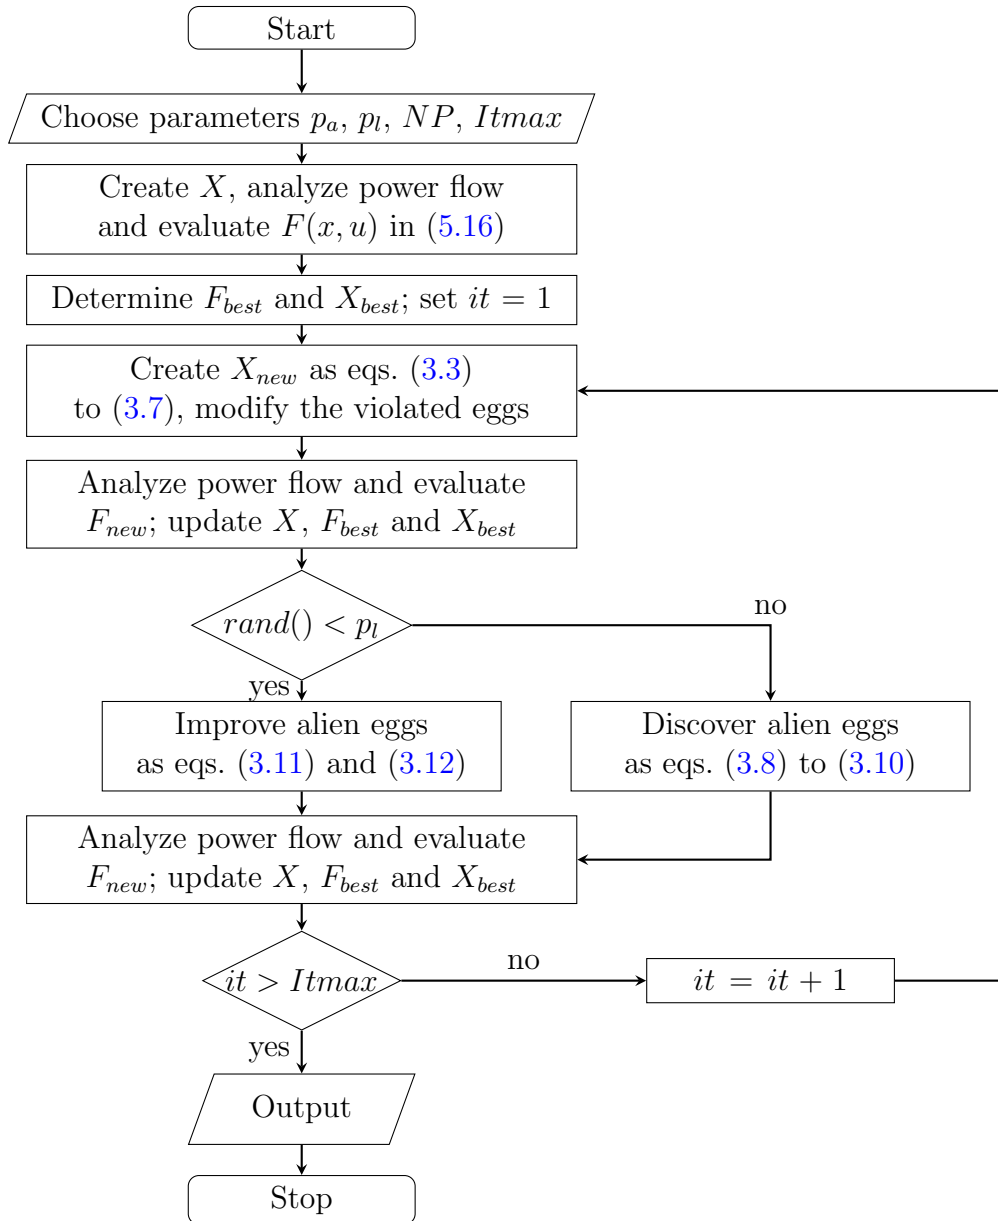 Start
Choose parameters p_a, p_l, NP, Itmax
Create X, analyze power flow
and evaluate F(x, u) in (5.16)
Determine F_best and X_best; set it = 1
Create X_new as eqs. (3.3)
to (3.7), modify the violated eggs
Analyze power flow and evaluate
F_new; update X, F_best and X_best
rand() < p_l
no
yes
Improve alien eggs
as eqs. (3.11) and (3.12)
Discover alien eggs
as eqs. (3.8) to (3.10)
Analyze power flow and evaluate
F_new; update X, F_best and X_best
it > Itmax
no
it = it + 1
yes
Output
Stop